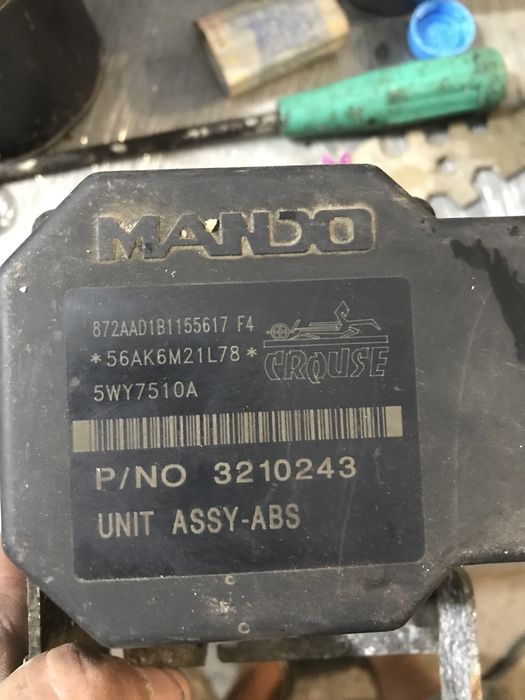 MANDO
872AAD1B1155617 F4
*56AK6M21L78*
CROUSE
5WY7510A
P/NO 3210243
UNIT ASSY-ABS